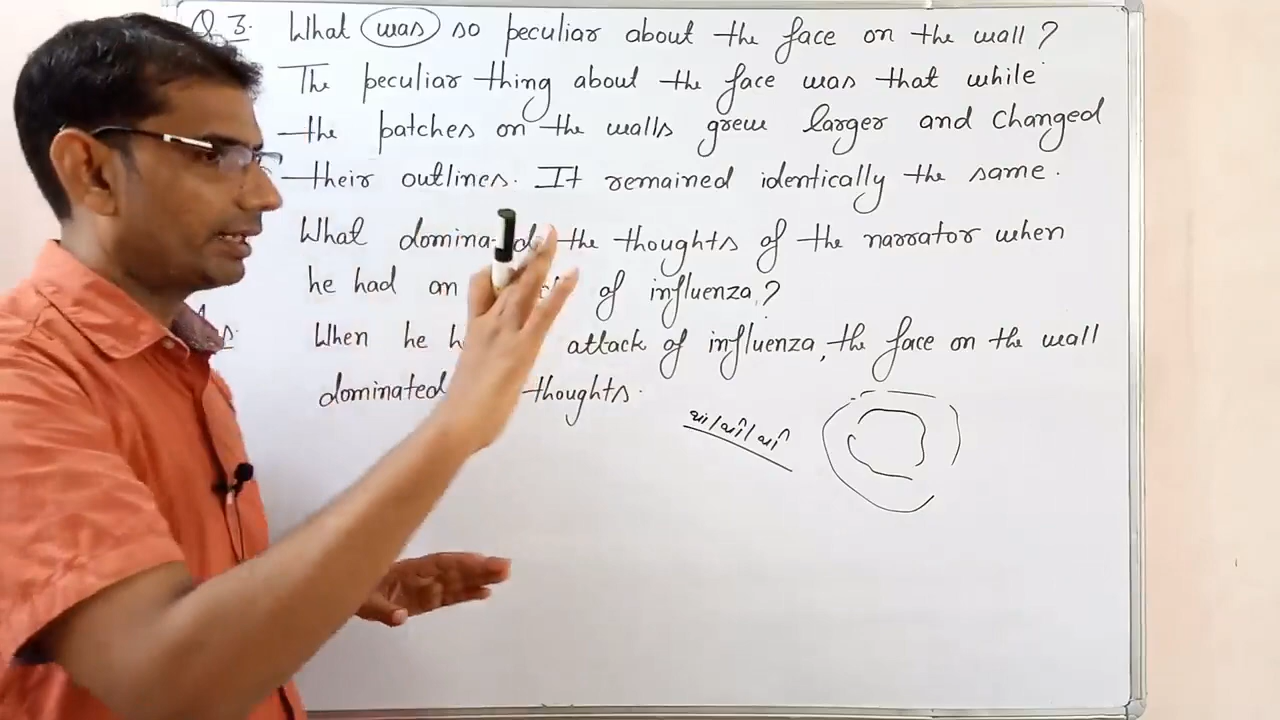 Q.3. What was so peculiar about the face on the wall?
The peculiar thing about the face was that while
the patches on the walls grew larger and changed
their outlines. It remained identically the same.
What the thoughts of the narrator when
he had an of influenza?
When he attack of influenza, the face on the wall
dominated thoughts.